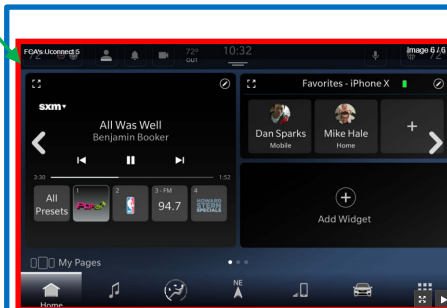 FCA's Uconnect 5
Image 6 / 6
72
72°
OUT
10:32
72
Favorites - iPhone X
sxm
All Was Well
Benjamin Booker
3:30
1:52
Dan Sparks
Mobile
Mike Hale
Home
+
All
Presets
1
2
3 - FM
94.7
4
HOWARD
STERN
SPECIALS
Add Widget
My Pages
Home
NE
A